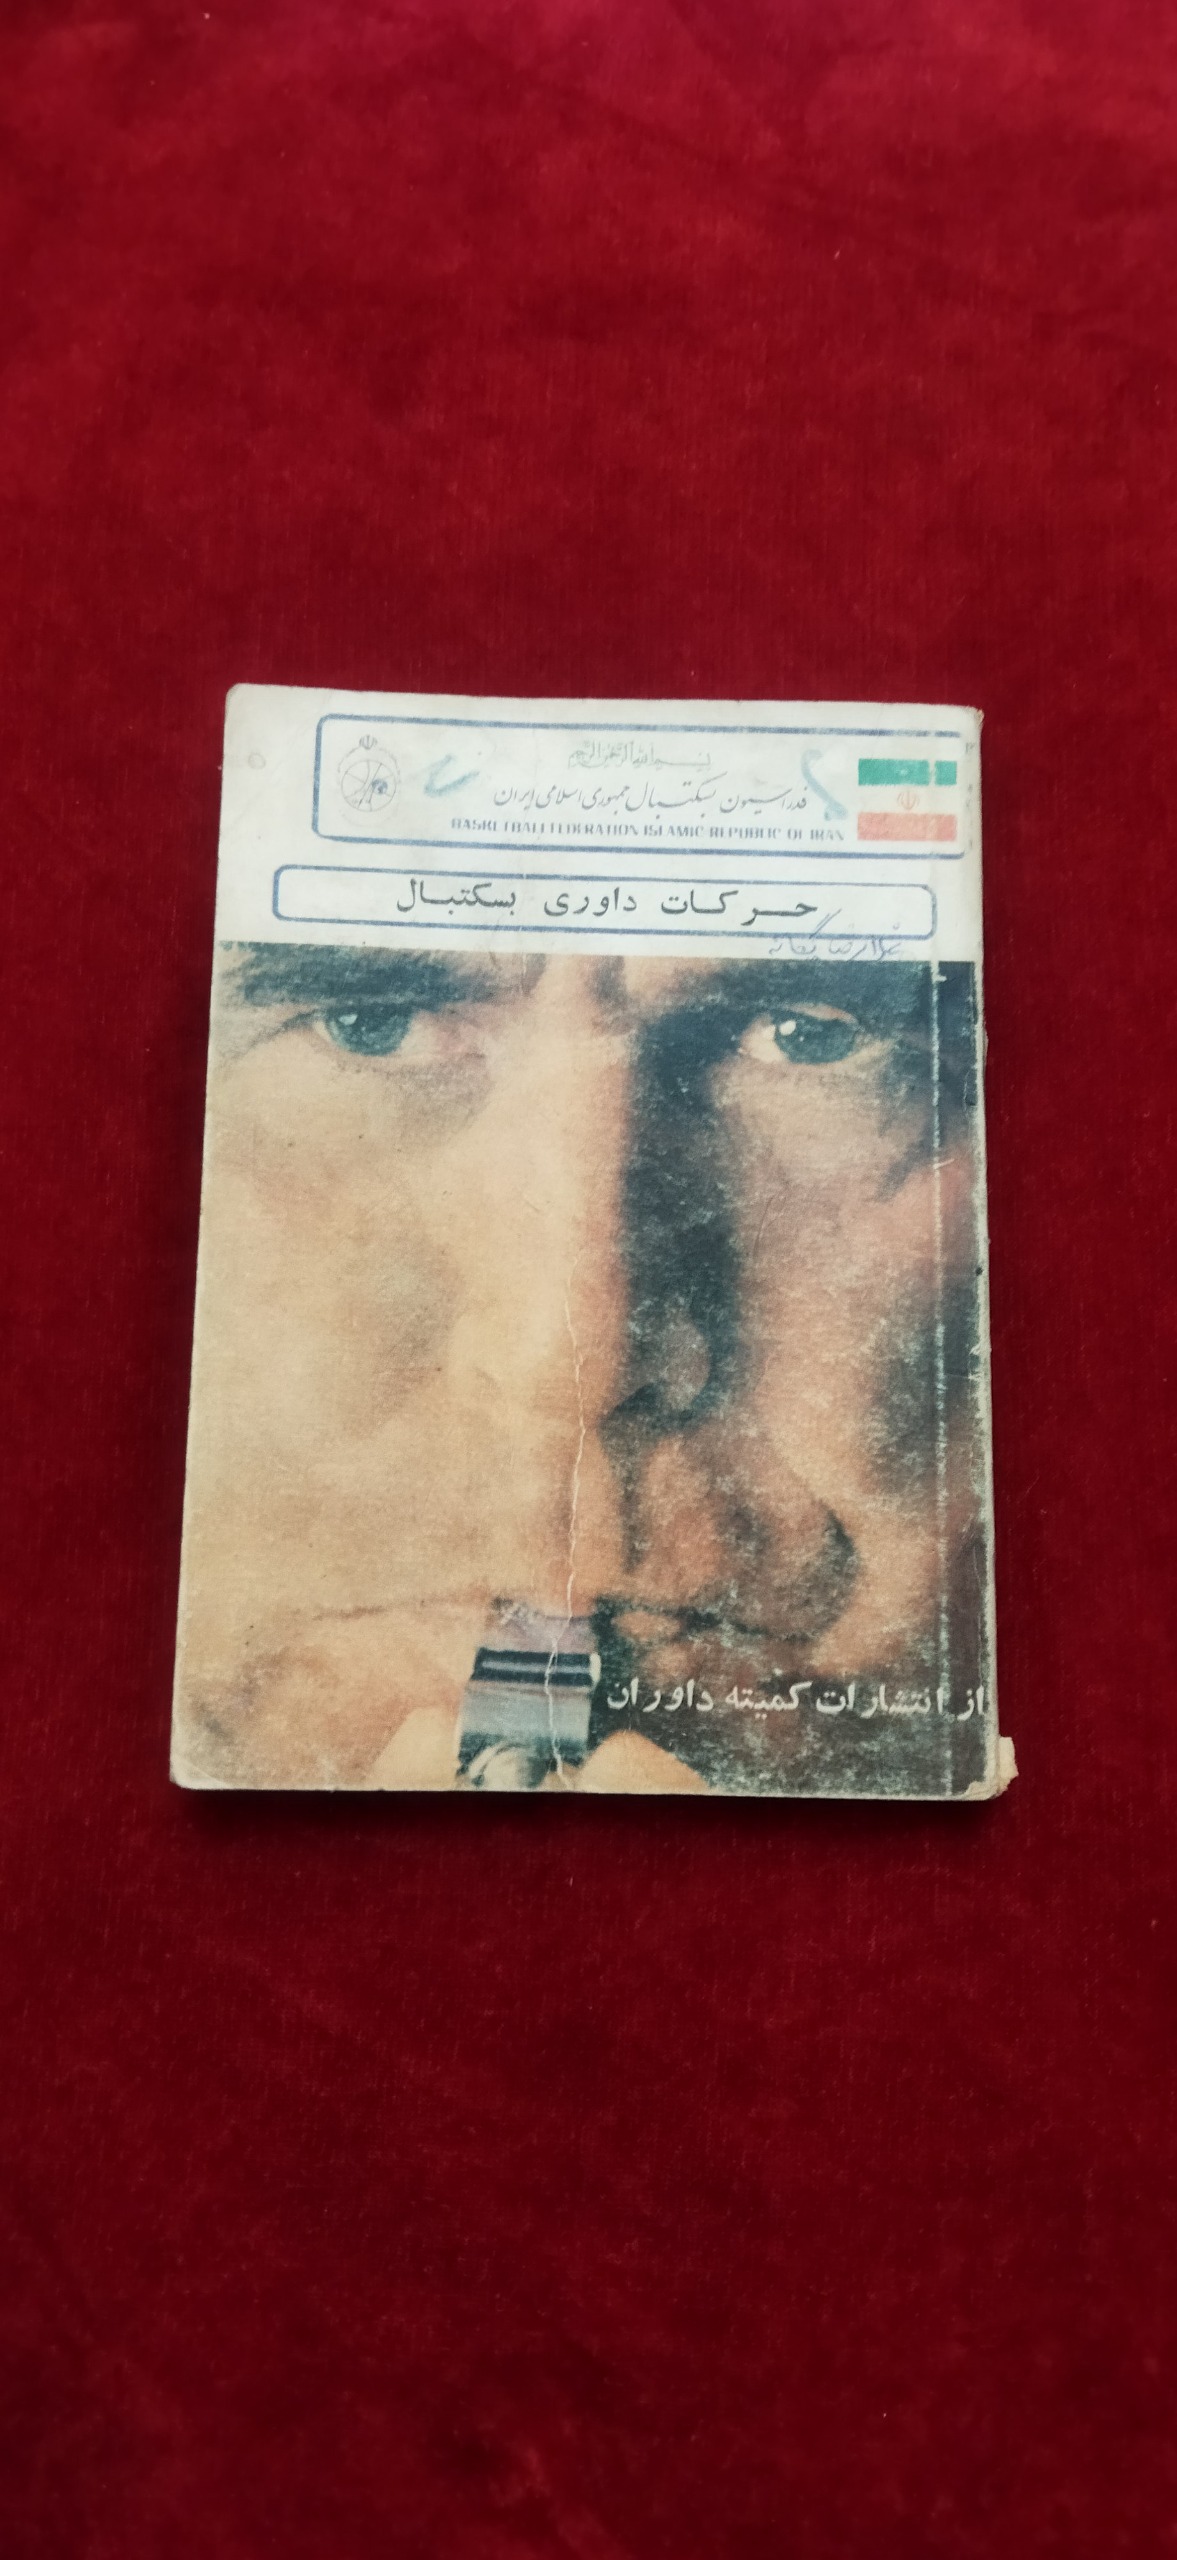 بسم الله الرحمن الرحیم
فدراسیون بسکتبال جمهوری اسلامی ایران
BASKETBALL FEDERATION ISLAMIC REPUBLIC OF IRAN
حرکات داوری بسکتبال
از انتشارات کمیته داوران